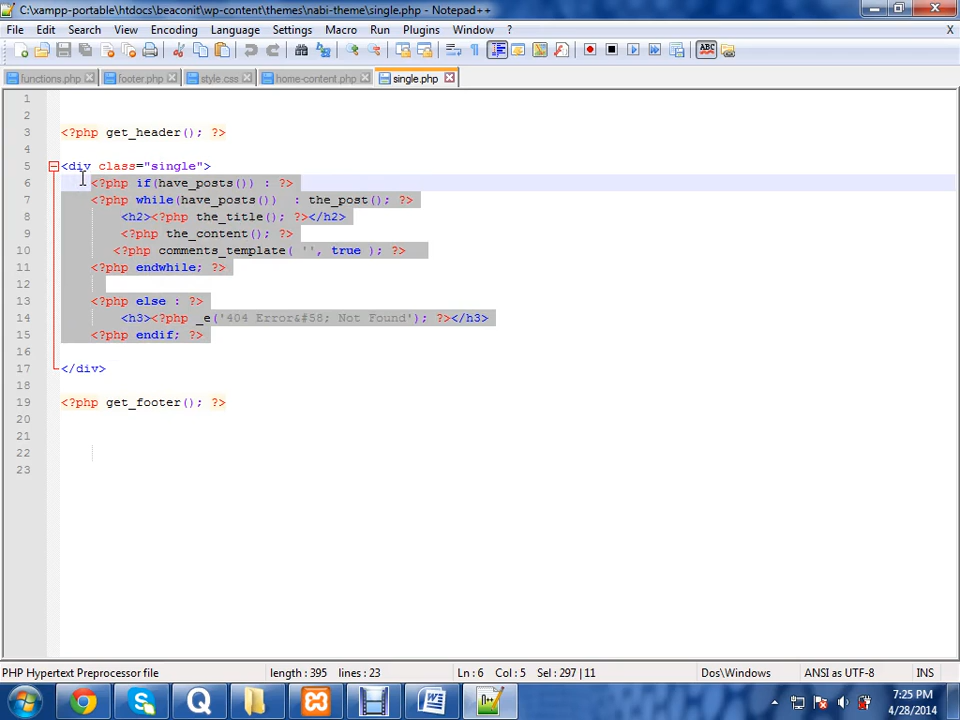 C:\xampp-portable\htdocs\beaconit\wp-content\themes\nabi-theme\single.php - Notepad++
File Edit Search View Encoding Language Settings Macro Run Plugins Window ? X
functions.php footer.php style.css home-content.php single.php
1
2
3 <?php get_header(); ?>
4
5 <div class="single">
6 <?php if(have_posts()) : ?>
7 <?php while(have_posts()) : the_post(); ?>
8 <h2><?php the_title(); ?></h2>
9 <?php the_content(); ?>
10 <?php comments_template( '', true ); ?>
11 <?php endwhile; ?>
12
13 <?php else : ?>
14 <h3><?php _e('404 Error&#58; Not Found'); ?></h3>
15 <?php endif; ?>
16
17 </div>
18
19 <?php get_footer(); ?>
20
21
22
23
PHP Hypertext Preprocessor file length : 395 lines : 23 Ln : 6 Col : 5 Sel : 297 | 11 Dos\Windows ANSI as UTF-8 INS
7:25 PM
4/28/2014